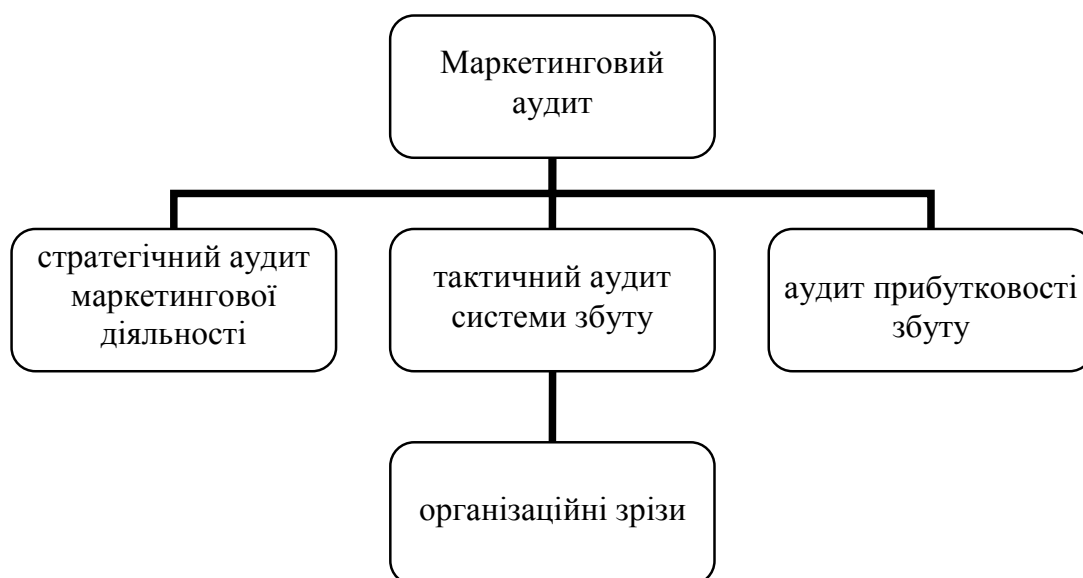 Маркетинговий
аудит
стратегічний аудит
маркетингової
діяльності
тактичний аудит
системи збуту
аудит прибутковості
збуту
організаційні зрізи